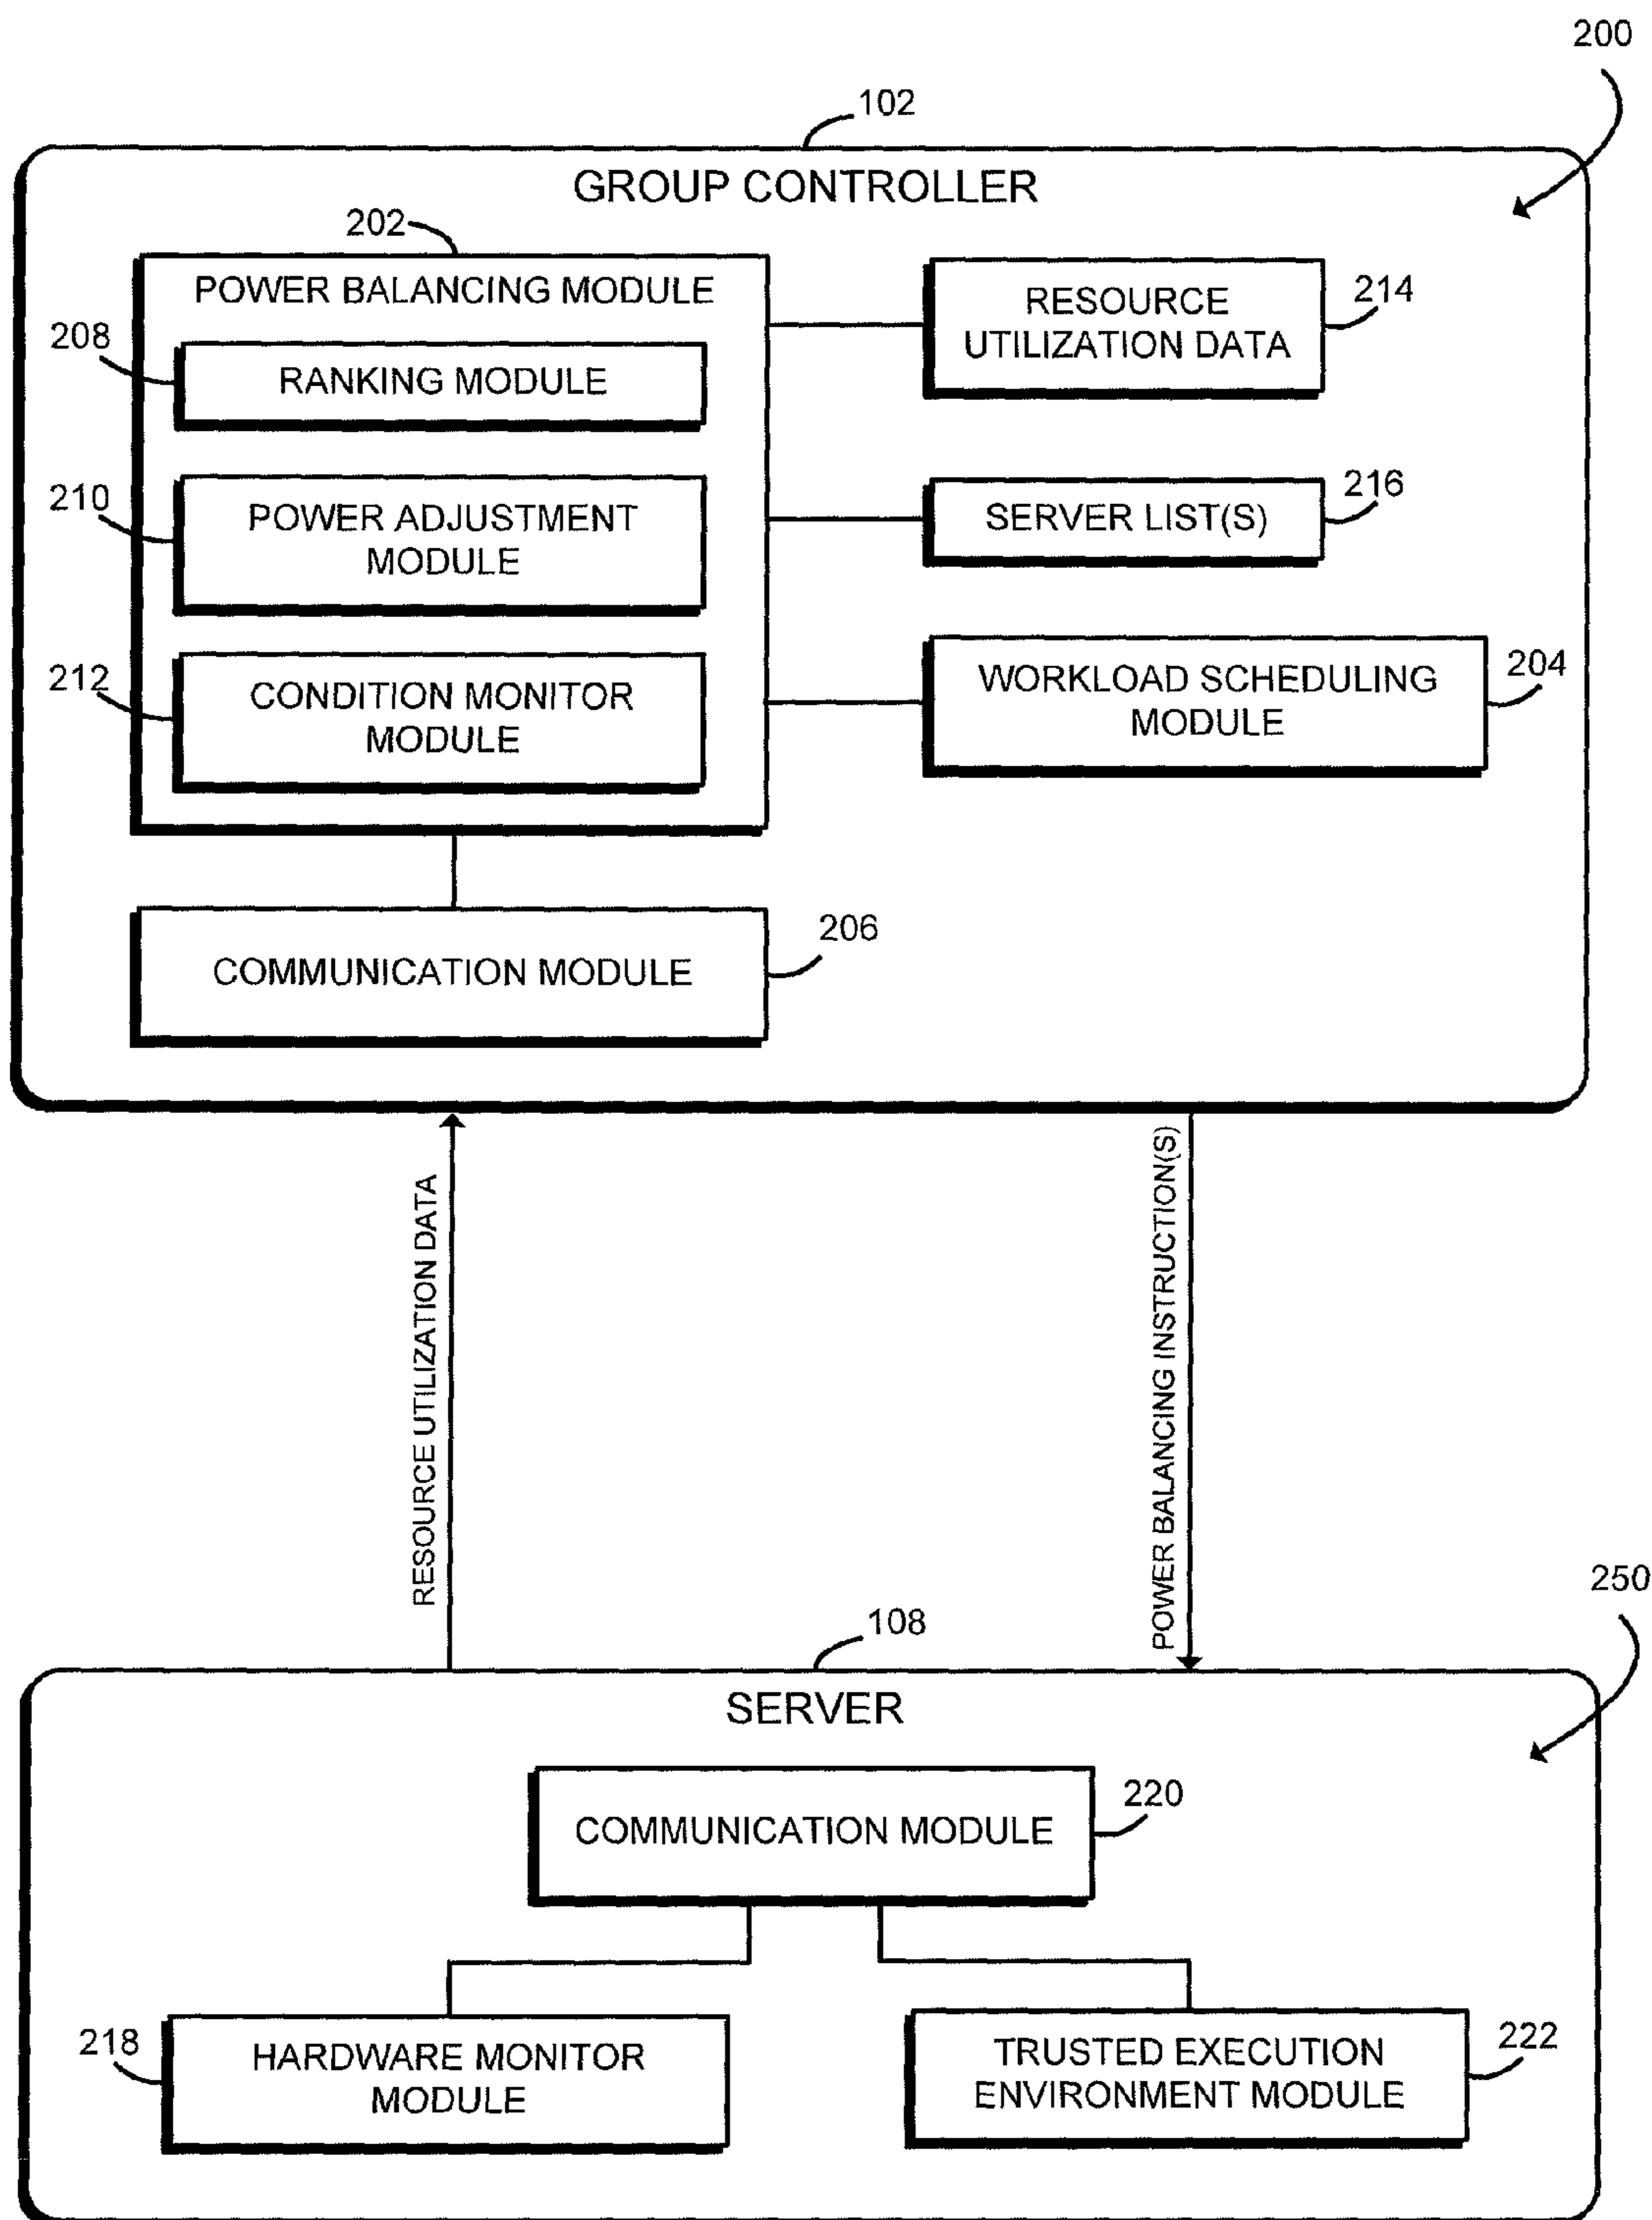 200
102
GROUP CONTROLLER
202
POWER BALANCING MODULE
208
RANKING MODULE
210
POWER ADJUSTMENT
MODULE
212
CONDITION MONITOR
MODULE
RESOURCE
UTILIZATION DATA
214
SERVER LIST(S)
216
WORKLOAD SCHEDULING
MODULE
204
COMMUNICATION MODULE
206
RESOURCE UTILIZATION DATA
POWER BALANCING INSTRUCTION(S)
250
108
SERVER
COMMUNICATION MODULE
220
218
HARDWARE MONITOR
MODULE
TRUSTED EXECUTION
ENVIRONMENT MODULE
222